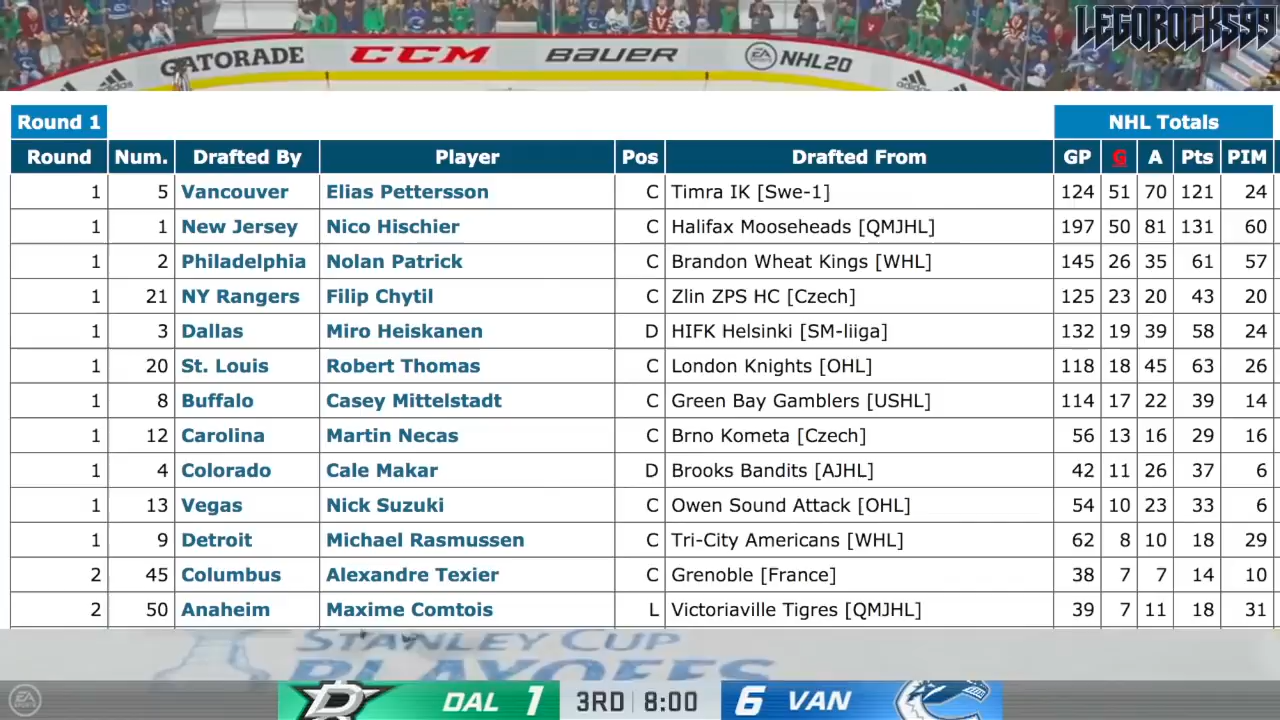 LEGOROCKS99
GATORADE CCM BAUER EA SPORTS NHL20
adidas adidas
Round 1 NHL Totals
Round Num. Drafted By Player Pos Drafted From GP G A Pts PIM
1 5 Vancouver Elias Pettersson C Timra IK [Swe-1] 124 51 70 121 24
1 1 New Jersey Nico Hischier C Halifax Mooseheads [QMJHL] 197 50 81 131 60
1 2 Philadelphia Nolan Patrick C Brandon Wheat Kings [WHL] 145 26 35 61 57
1 21 NY Rangers Filip Chytil C Zlin ZPS HC [Czech] 125 23 20 43 20
1 3 Dallas Miro Heiskanen D HIFK Helsinki [SM-liiga] 132 19 39 58 24
1 20 St. Louis Robert Thomas C London Knights [OHL] 118 18 45 63 26
1 8 Buffalo Casey Mittelstadt C Green Bay Gamblers [USHL] 114 17 22 39 14
1 12 Carolina Martin Necas C Brno Kometa [Czech] 56 13 16 29 16
1 4 Colorado Cale Makar D Brooks Bandits [AJHL] 42 11 26 37 6
1 13 Vegas Nick Suzuki C Owen Sound Attack [OHL] 54 10 23 33 6
1 9 Detroit Michael Rasmussen C Tri-City Americans [WHL] 62 8 10 18 29
2 45 Columbus Alexandre Texier C Grenoble [France] 38 7 7 14 10
2 50 Anaheim Maxime Comtois L Victoriaville Tigres [QMJHL] 39 7 11 18 31
STANLEY CUP
PLAYOFFS
EA SPORTS DAL 1 3RD 8:00 6 VAN